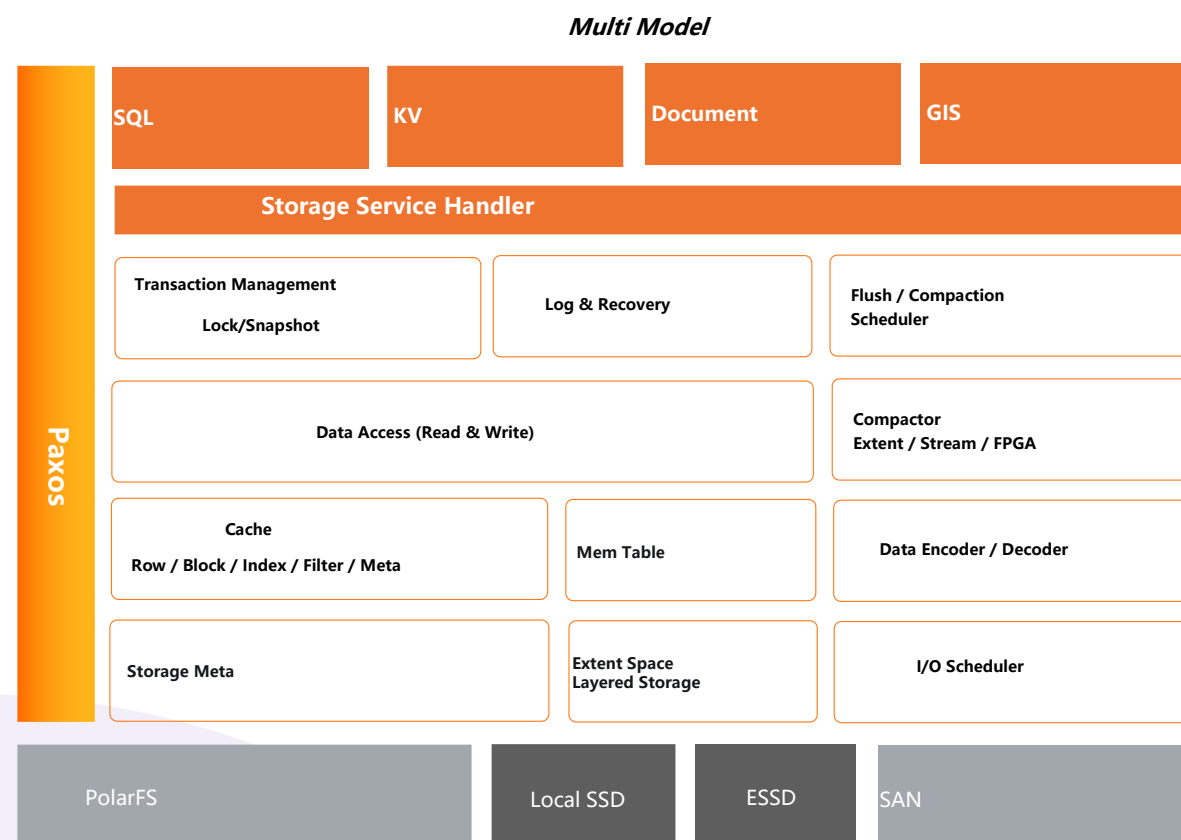 Multi Model
SQL
KV
Document
GIS
Storage Service Handler
Paxos
Transaction Management
Lock/Snapshot
Log & Recovery
Flush / Compaction
Scheduler
Data Access (Read & Write)
Compactor
Extent / Stream / FPGA
Cache
Row / Block / Index / Filter / Meta
Mem Table
Data Encoder / Decoder
Storage Meta
Extent Space
Layered Storage
I/O Scheduler
PolarFS
Local SSD
ESSD
SAN